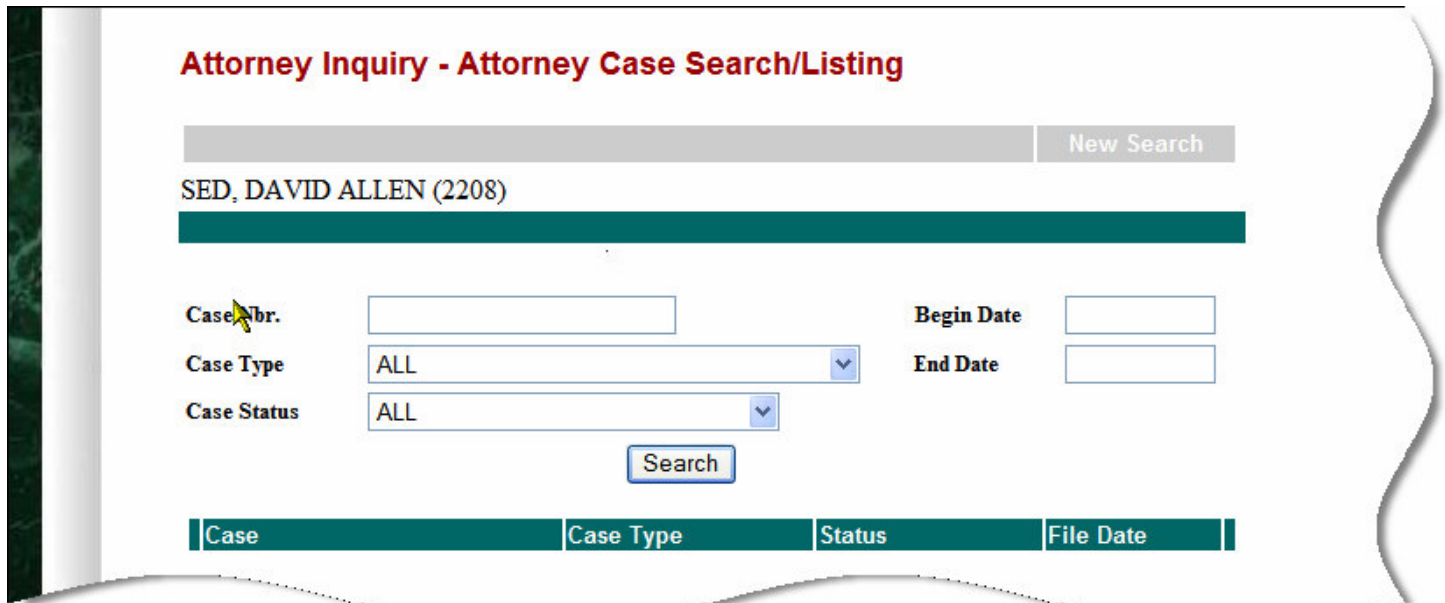 Attorney Inquiry - Attorney Case Search/Listing
New Search
SED, DAVID ALLEN (2208)
Case Nbr. Begin Date
Case Type ALL End Date
Case Status ALL
Search
Case Case Type Status File Date